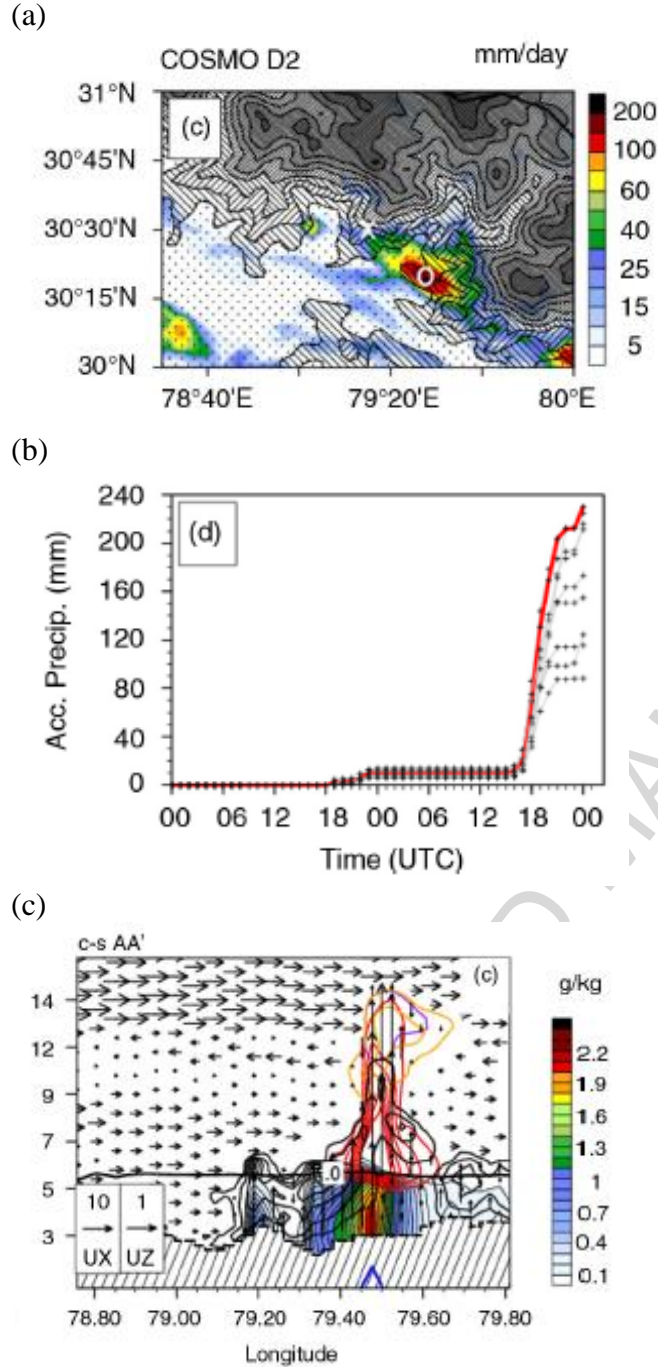 (a)
COSMO D2 mm/day
(c)
31°N
30°45'N
30°30'N
30°15'N
30°N
78°40'E 79°20'E 80°E
200
100
60
40
25
15
5
(b)
(d)
Acc. Precip. (mm)
240
200
160
120
80
40
0
00 06 12 18 00 06 12 18 00
Time (UTC)
(c)
c-s AA'
(c)
g/kg
14
12
9
7
5
3
.0
10 1
UX UZ
78.80 79.00 79.20 79.40 79.60 79.80
Longitude
2.2
1.9
1.6
1.3
1
0.7
0.4
0.1